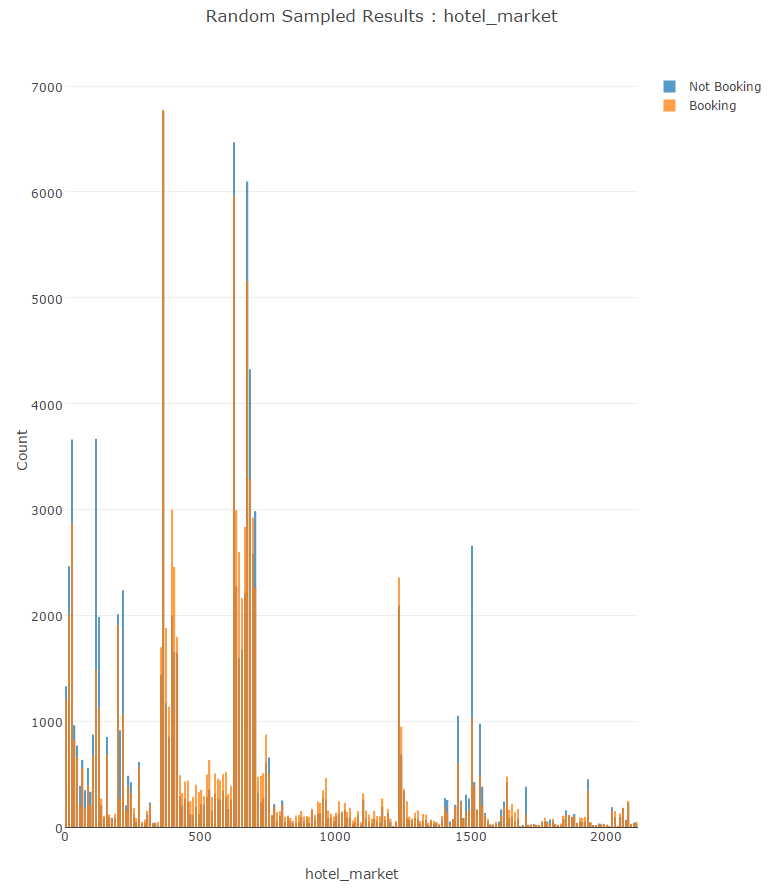 Random Sampled Results : hotel_market
Not Booking
Booking
7000
6000
5000
4000
3000
2000
1000
0
Count
0
500
1000
1500
2000
hotel_market